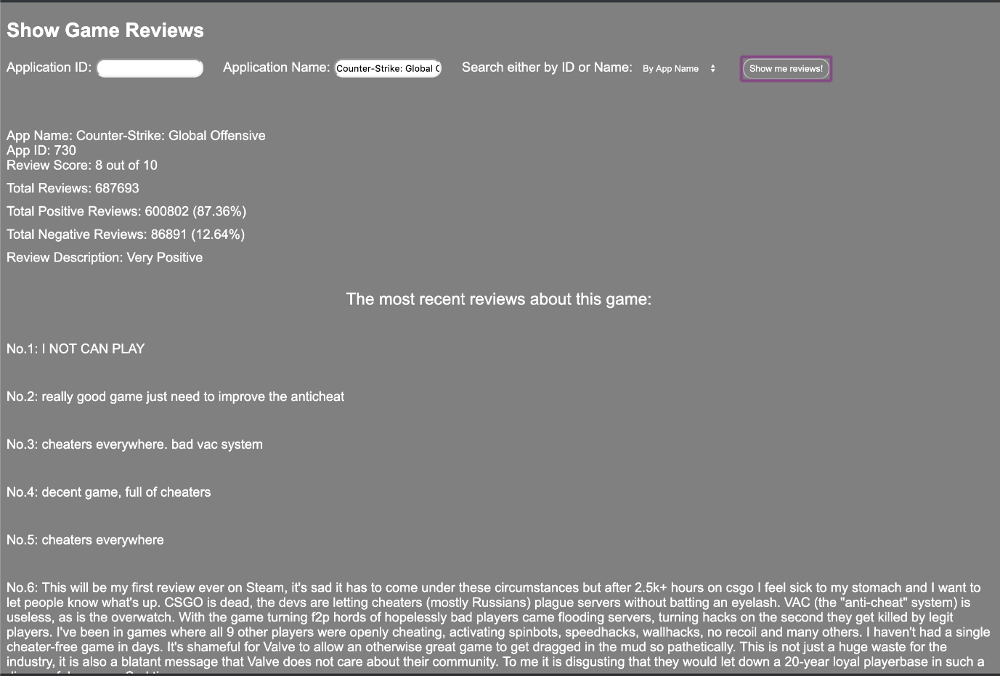 Show Game Reviews
Application ID: Application Name: Counter-Strike: Global Search either by ID or Name: By App Name Show me reviews!
App Name: Counter-Strike: Global Offensive
App ID: 730
Review Score: 8 out of 10
Total Reviews: 687693
Total Positive Reviews: 600802 (87.36%)
Total Negative Reviews: 86891 (12.64%)
Review Description: Very Positive
The most recent reviews about this game:
No.1: I NOT CAN PLAY
No.2: really good game just need to improve the anticheat
No.3: cheaters everywhere. bad vac system
No.4: decent game, full of cheaters
No.5: cheaters everywhere
No.6: This will be my first review ever on Steam, it's sad it has to come under these circumstances but after 2.5k+ hours on csgo I feel sick to my stomach and I want to
let people know what's up. CSGO is dead, the devs are letting cheaters (mostly Russians) plague servers without batting an eyelash. VAC (the "anti-cheat" system) is
useless, as is the overwatch. With the game turning f2p hords of hopelessly bad players came flooding servers, turning hacks on the second they get killed by legit
players. I've been in games where all 9 other players were openly cheating, activating spinbots, speedhacks, wallhacks, no recoil and many others. I haven't had a single
cheater-free game in days. It's shameful for Valve to allow an otherwise great game to get dragged in the mud so pathetically. This is not just a huge waste for the
industry, it is also a blatant message that Valve does not care about their community. To me it is disgusting that they would let down a 20-year loyal playerbase in such a